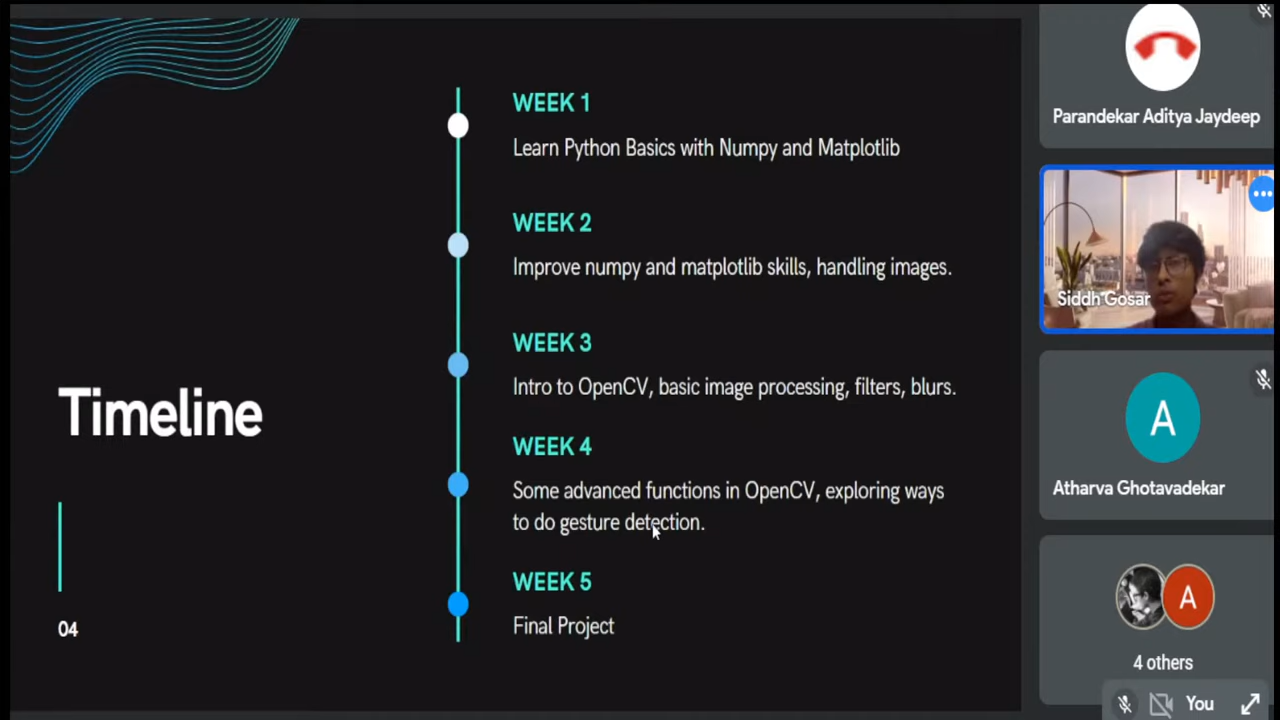 WEEK 1
Learn Python Basics with Numpy and Matplotlib
WEEK 2
Improve numpy and matplotlib skills, handling images.
WEEK 3
Intro to OpenCV, basic image processing, filters, blurs.
Timeline
WEEK 4
Some advanced functions in OpenCV, exploring ways
to do gesture detection.
WEEK 5
Final Project
04
Parandekar Aditya Jaydeep
Siddh Gosar
A
Atharva Ghotavadekar
A
4 others
You